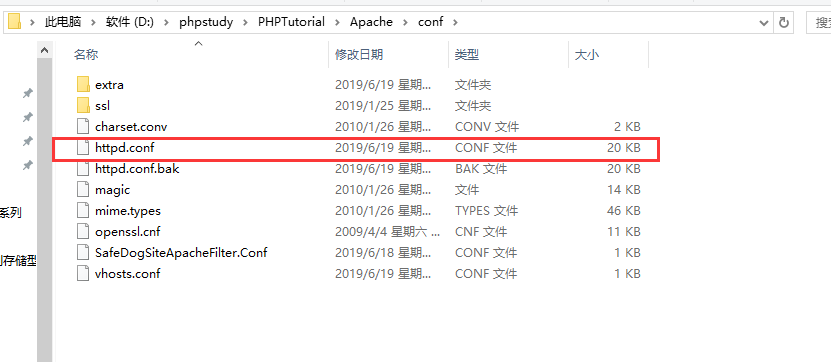 此电脑 › 软件 (D:) › phpstudy › PHPTutorial › Apache › conf ›
名称 修改日期 类型 大小
extra 2019/6/19 星期... 文件夹
ssl 2019/1/25 星期... 文件夹
charset.conv 2010/1/26 星期... CONV 文件 2 KB
httpd.conf 2019/6/19 星期... CONF 文件 20 KB
httpd.conf.bak 2019/6/19 星期... BAK 文件 20 KB
magic 2010/1/26 星期... 文件 14 KB
mime.types 2010/1/26 星期... TYPES 文件 46 KB
系列
openssl.cnf 2009/4/4 星期六 ... CNF 文件 11 KB
SafeDogSiteApacheFilter.Conf 2019/6/18 星期... CONF 文件 1 KB
存储型
vhosts.conf 2019/6/19 星期... CONF 文件 1 KB